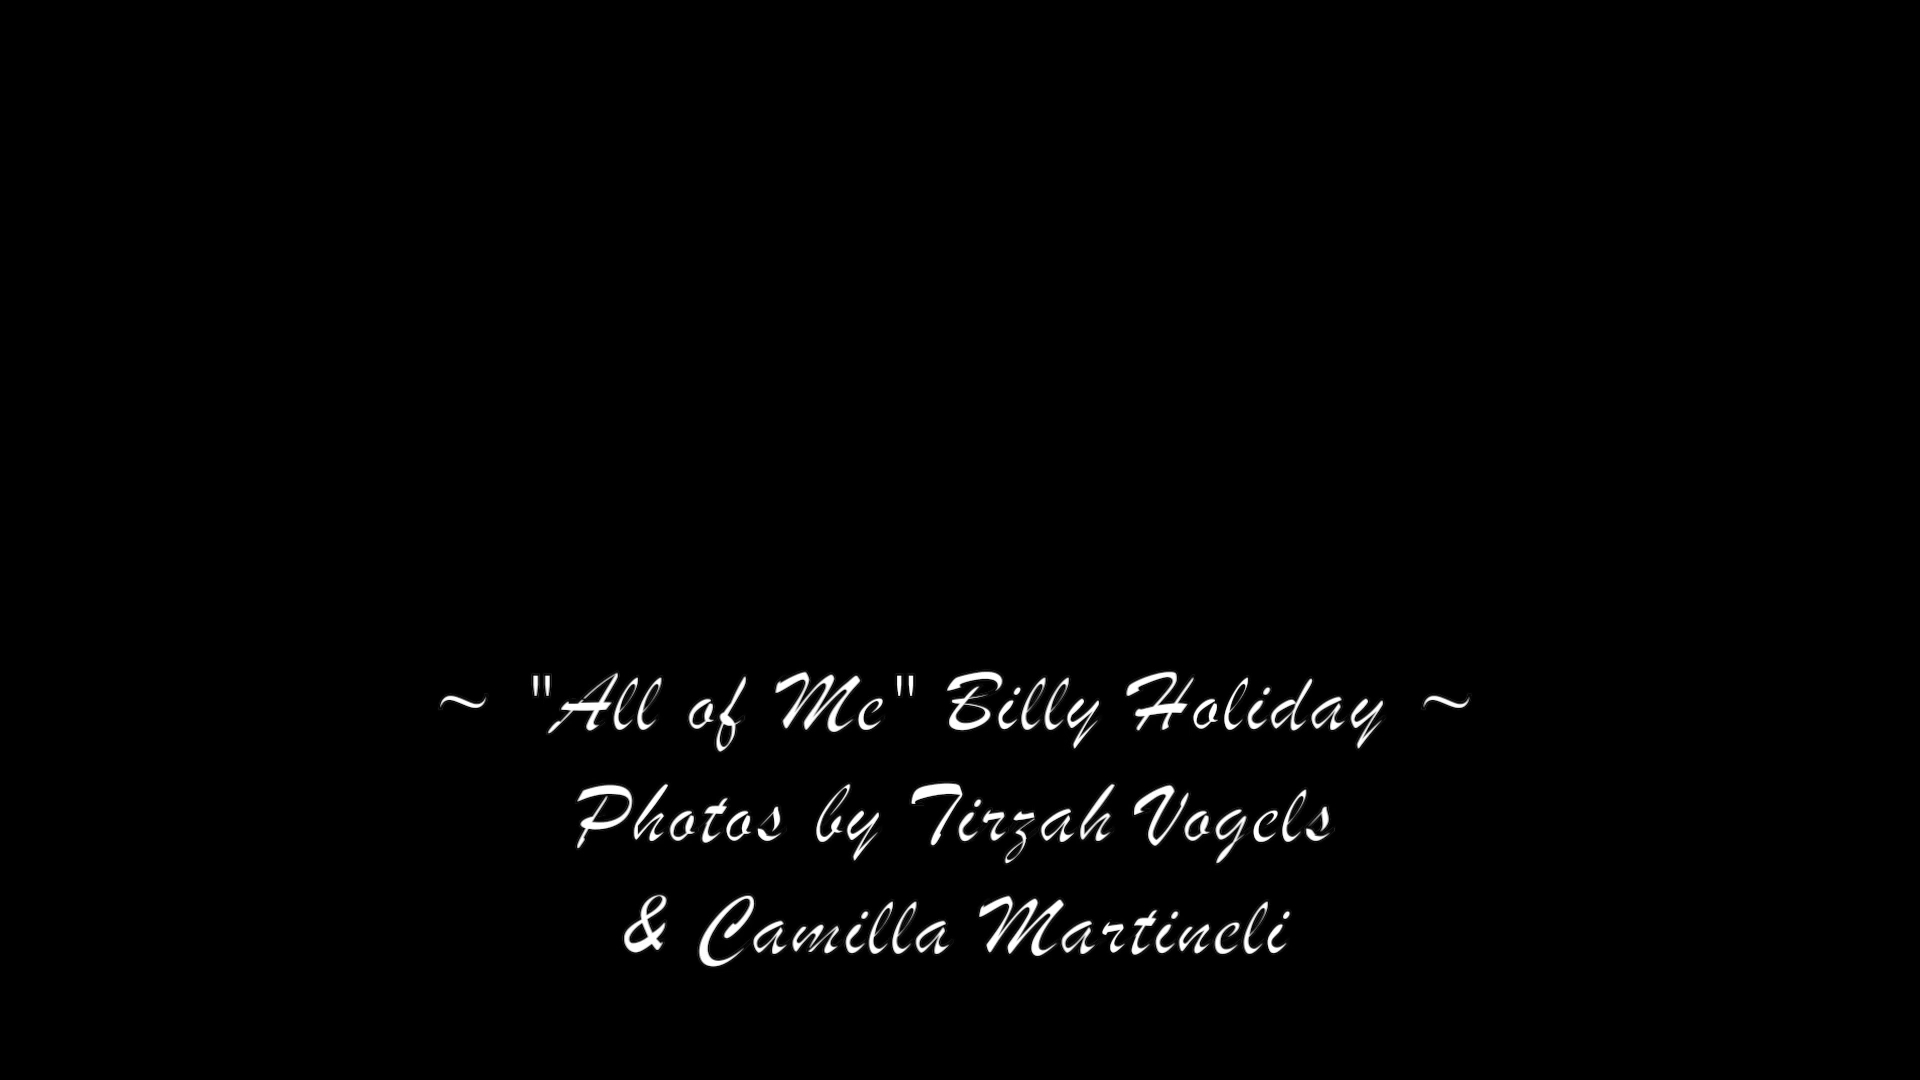 ~ "All of Me" Billy Holiday ~
Photos by Tirzah Vogels
& Camilla Martineli